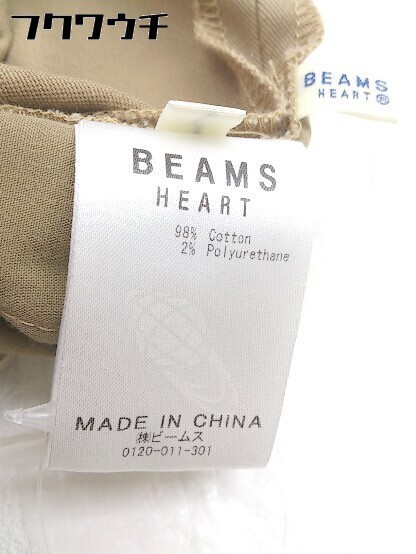 フクウウチ
BEAMS
HEART®
BEAMS
HEART
98% Cotton
2% Polyurethane
MADE IN CHINA
㈱ビームス
0120-011-301